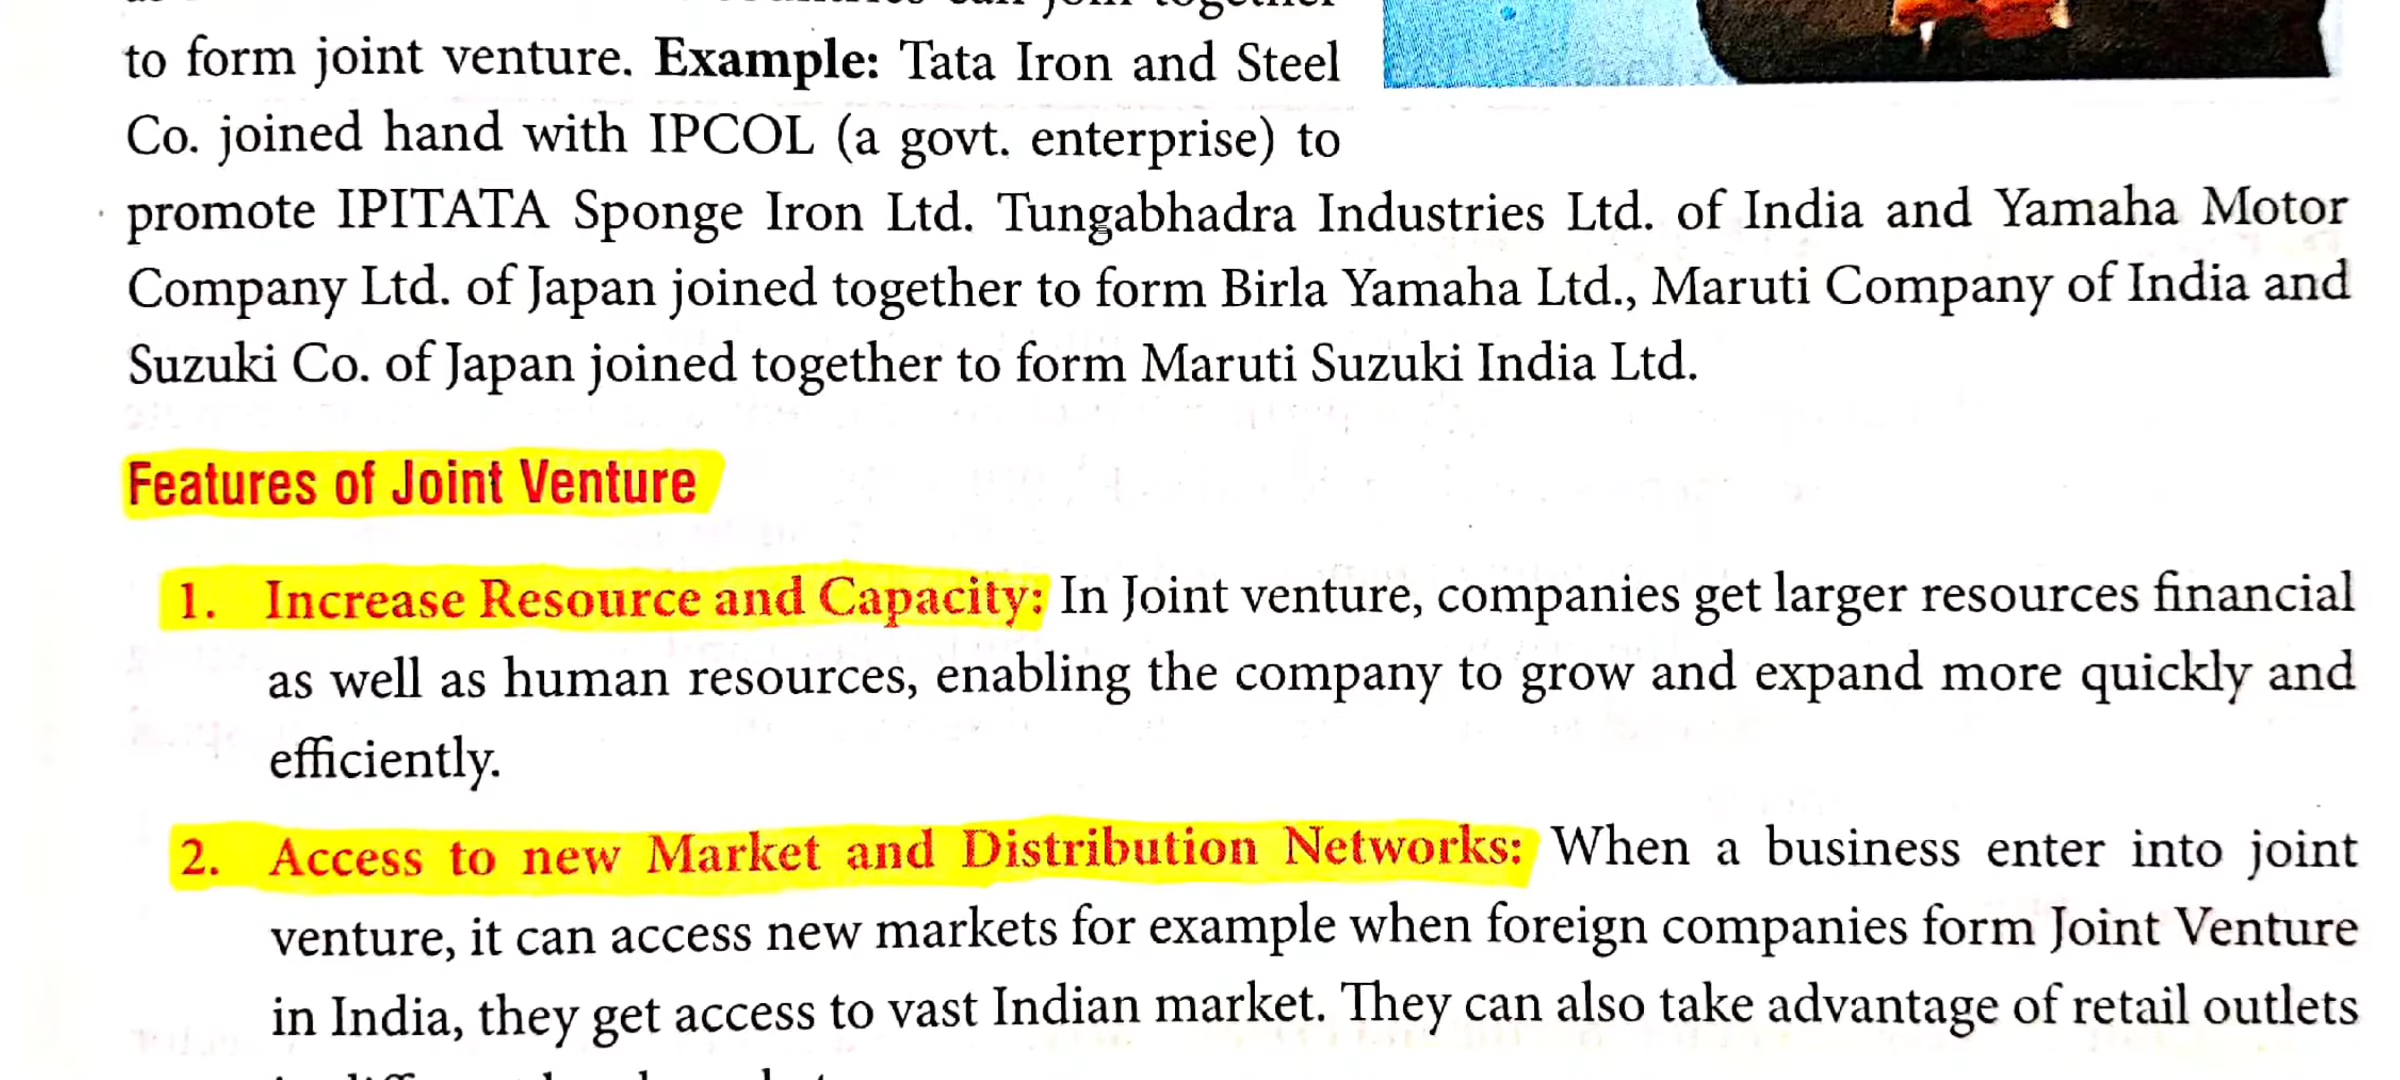 can join together
to form joint venture. Example: Tata Iron and Steel
Co. joined hand with IPCOL (a govt. enterprise) to
promote IPITATA Sponge Iron Ltd. Tungabhadra Industries Ltd. of India and Yamaha Motor
Company Ltd. of Japan joined together to form Birla Yamaha Ltd., Maruti Company of India and
Suzuki Co. of Japan joined together to form Maruti Suzuki India Ltd.
Features of Joint Venture
1. Increase Resource and Capacity: In Joint venture, companies get larger resources financial
as well as human resources, enabling the company to grow and expand more quickly and
efficiently.
2. Access to new Market and Distribution Networks: When a business enter into joint
venture, it can access new markets for example when foreign companies form Joint Venture
in India, they get access to vast Indian market. They can also take advantage of retail outlets